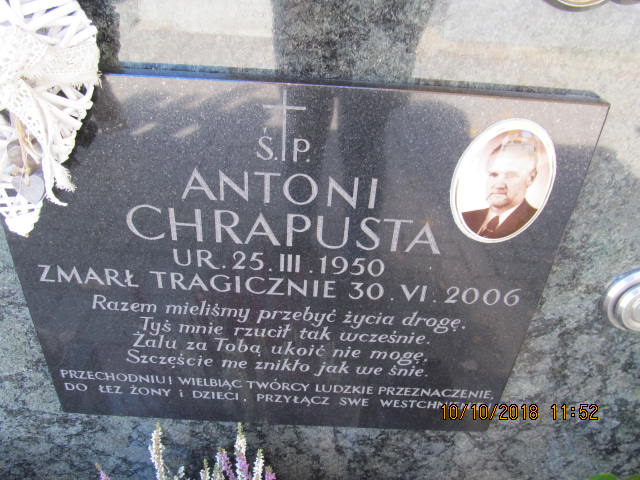 Ś.P.
ANTONI
CHRAPUSTA
UR. 25. III. 1950
ZMARŁ TRAGICZNIE 30. VI. 2006
Razem mieliśmy przebyć życia drogę,
Tyś mnie rzucił tak wcześnie.
Żalu za Tobą ukoić nie mogę,
Szczęście me znikło jak we śnie.
PRZECHODNIU! WIELBIĄC TWÓRCY LUDZKIE PRZEZNACZENIE,
DO ŁEZ ŻONY I DZIECI, PRZYŁĄCZ SWE
10/10/2018 11:52